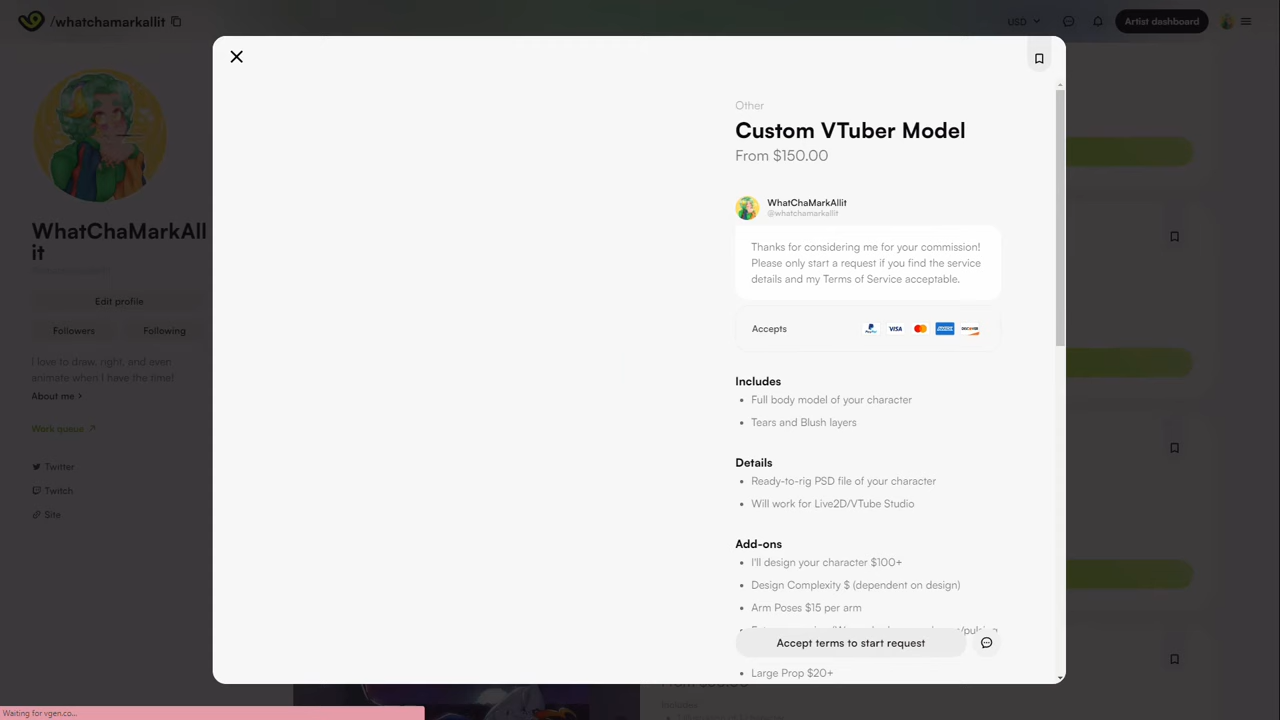 /whatchamarkallit
USD
Artist dashboard
WhatChaMarkAll
it
Edit profile
Followers
Following
I love to draw, right, and even
animate when I have the time!
About me >
Work queue ↗
Twitter
Twitch
Site
Other
Custom VTuber Model
From $150.00
WhatChaMarkAllit
@whatchamarkallit
Thanks for considering me for your commission!
Please only start a request if you find the service
details and my Terms of Service acceptable.
Accepts
PayPal VISA DISCOVER
Includes
• Full body model of your character
• Tears and Blush layers
Details
• Ready-to-rig PSD file of your character
• Will work for Live2D/VTube Studio
Add-ons
• I'll design your character $100+
• Design Complexity $ (dependent on design)
• Arm Poses $15 per arm
Accept terms to start request
• Large Prop $20+
Includes
Waiting for vgen.co...